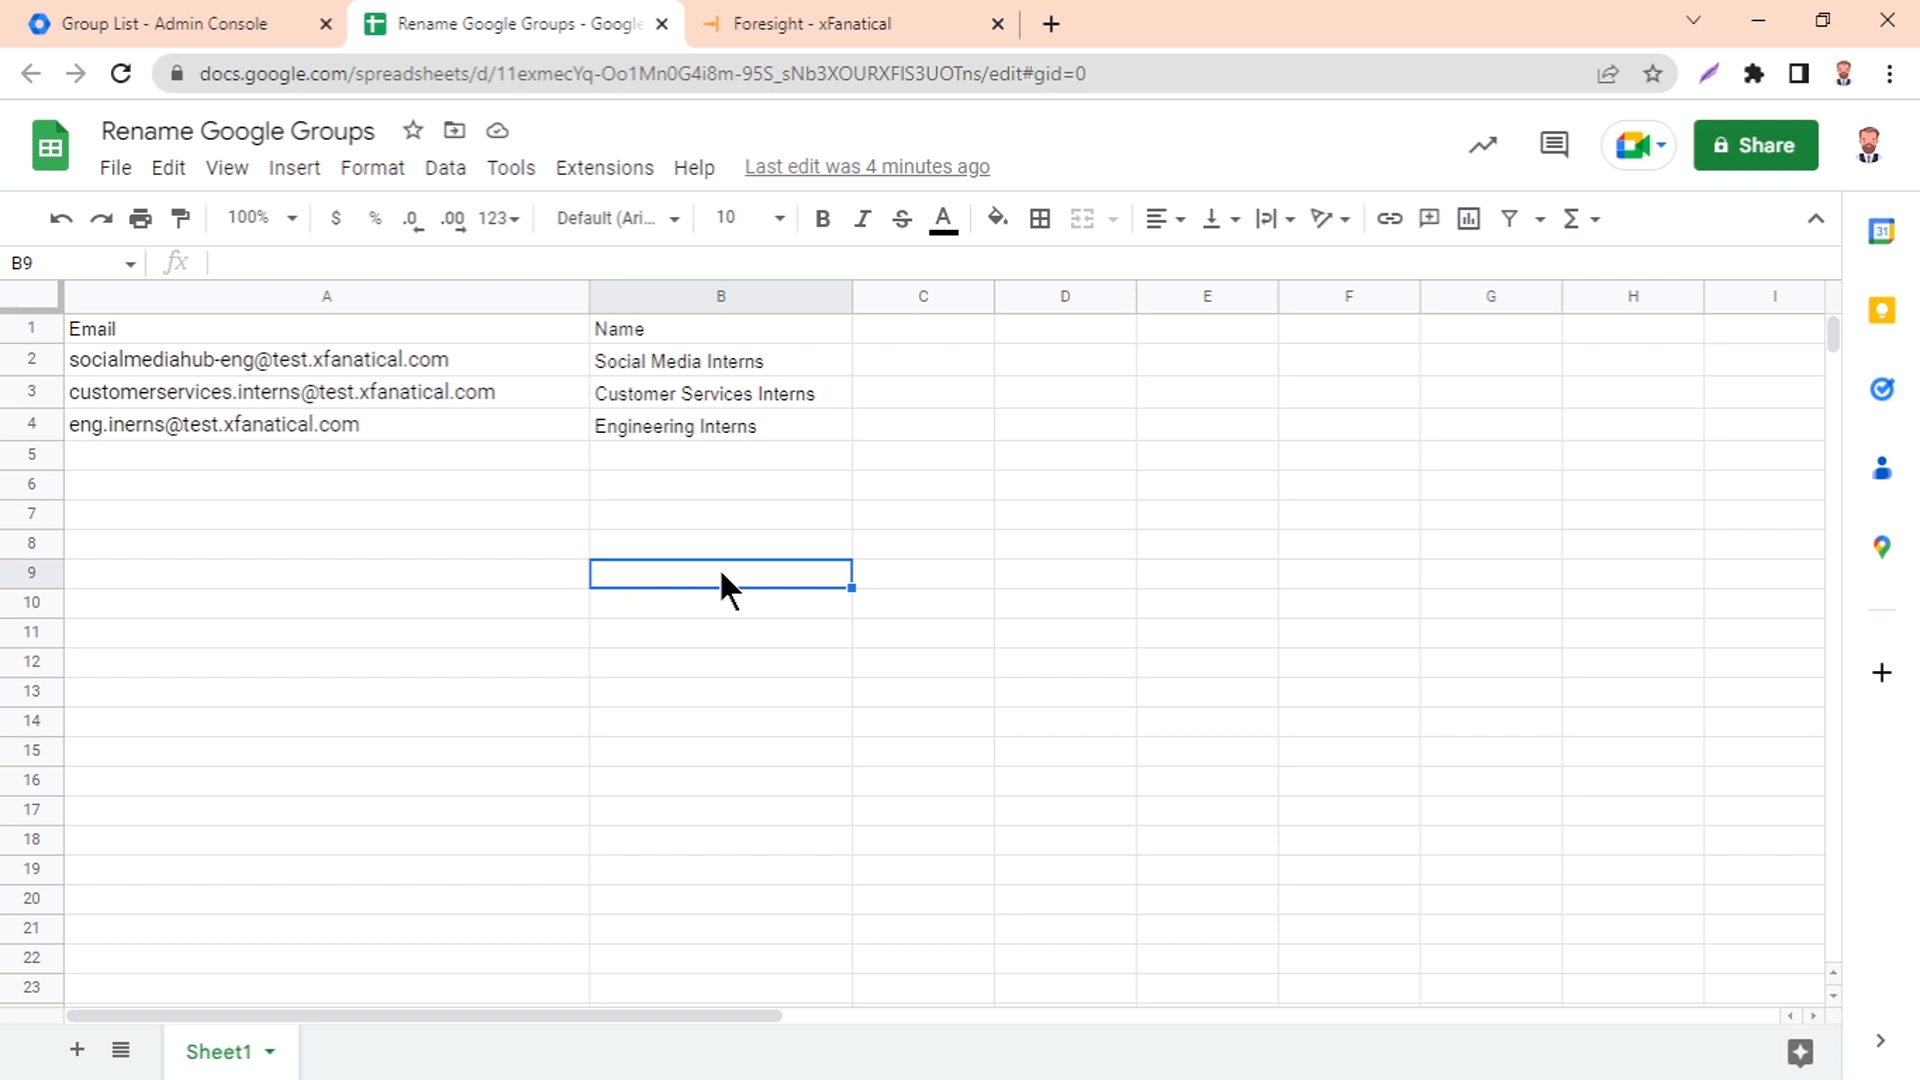 Group List - Admin Console
Rename Google Groups - Google
Foresight - xFanatical
docs.google.com/spreadsheets/d/11exmecYq-Oo1Mn0G4i8m-95S_sNb3XOURXFIS3UOTns/edit#gid=0
Rename Google Groups
File Edit View Insert Format Data Tools Extensions Help Last edit was 4 minutes ago
Share
100% $ % .0 .00 123 Default (Ari... 10 B I S A
B9 fx
A B C D E F G H I
1 Email Name
2 socialmediahub-eng@test.xfanatical.com Social Media Interns
3 customerservices.interns@test.xfanatical.com Customer Services Interns
4 eng.inerns@test.xfanatical.com Engineering Interns
5
6
7
8
9
10
11
12
13
14
15
16
17
18
19
20
21
22
23
Sheet1
31